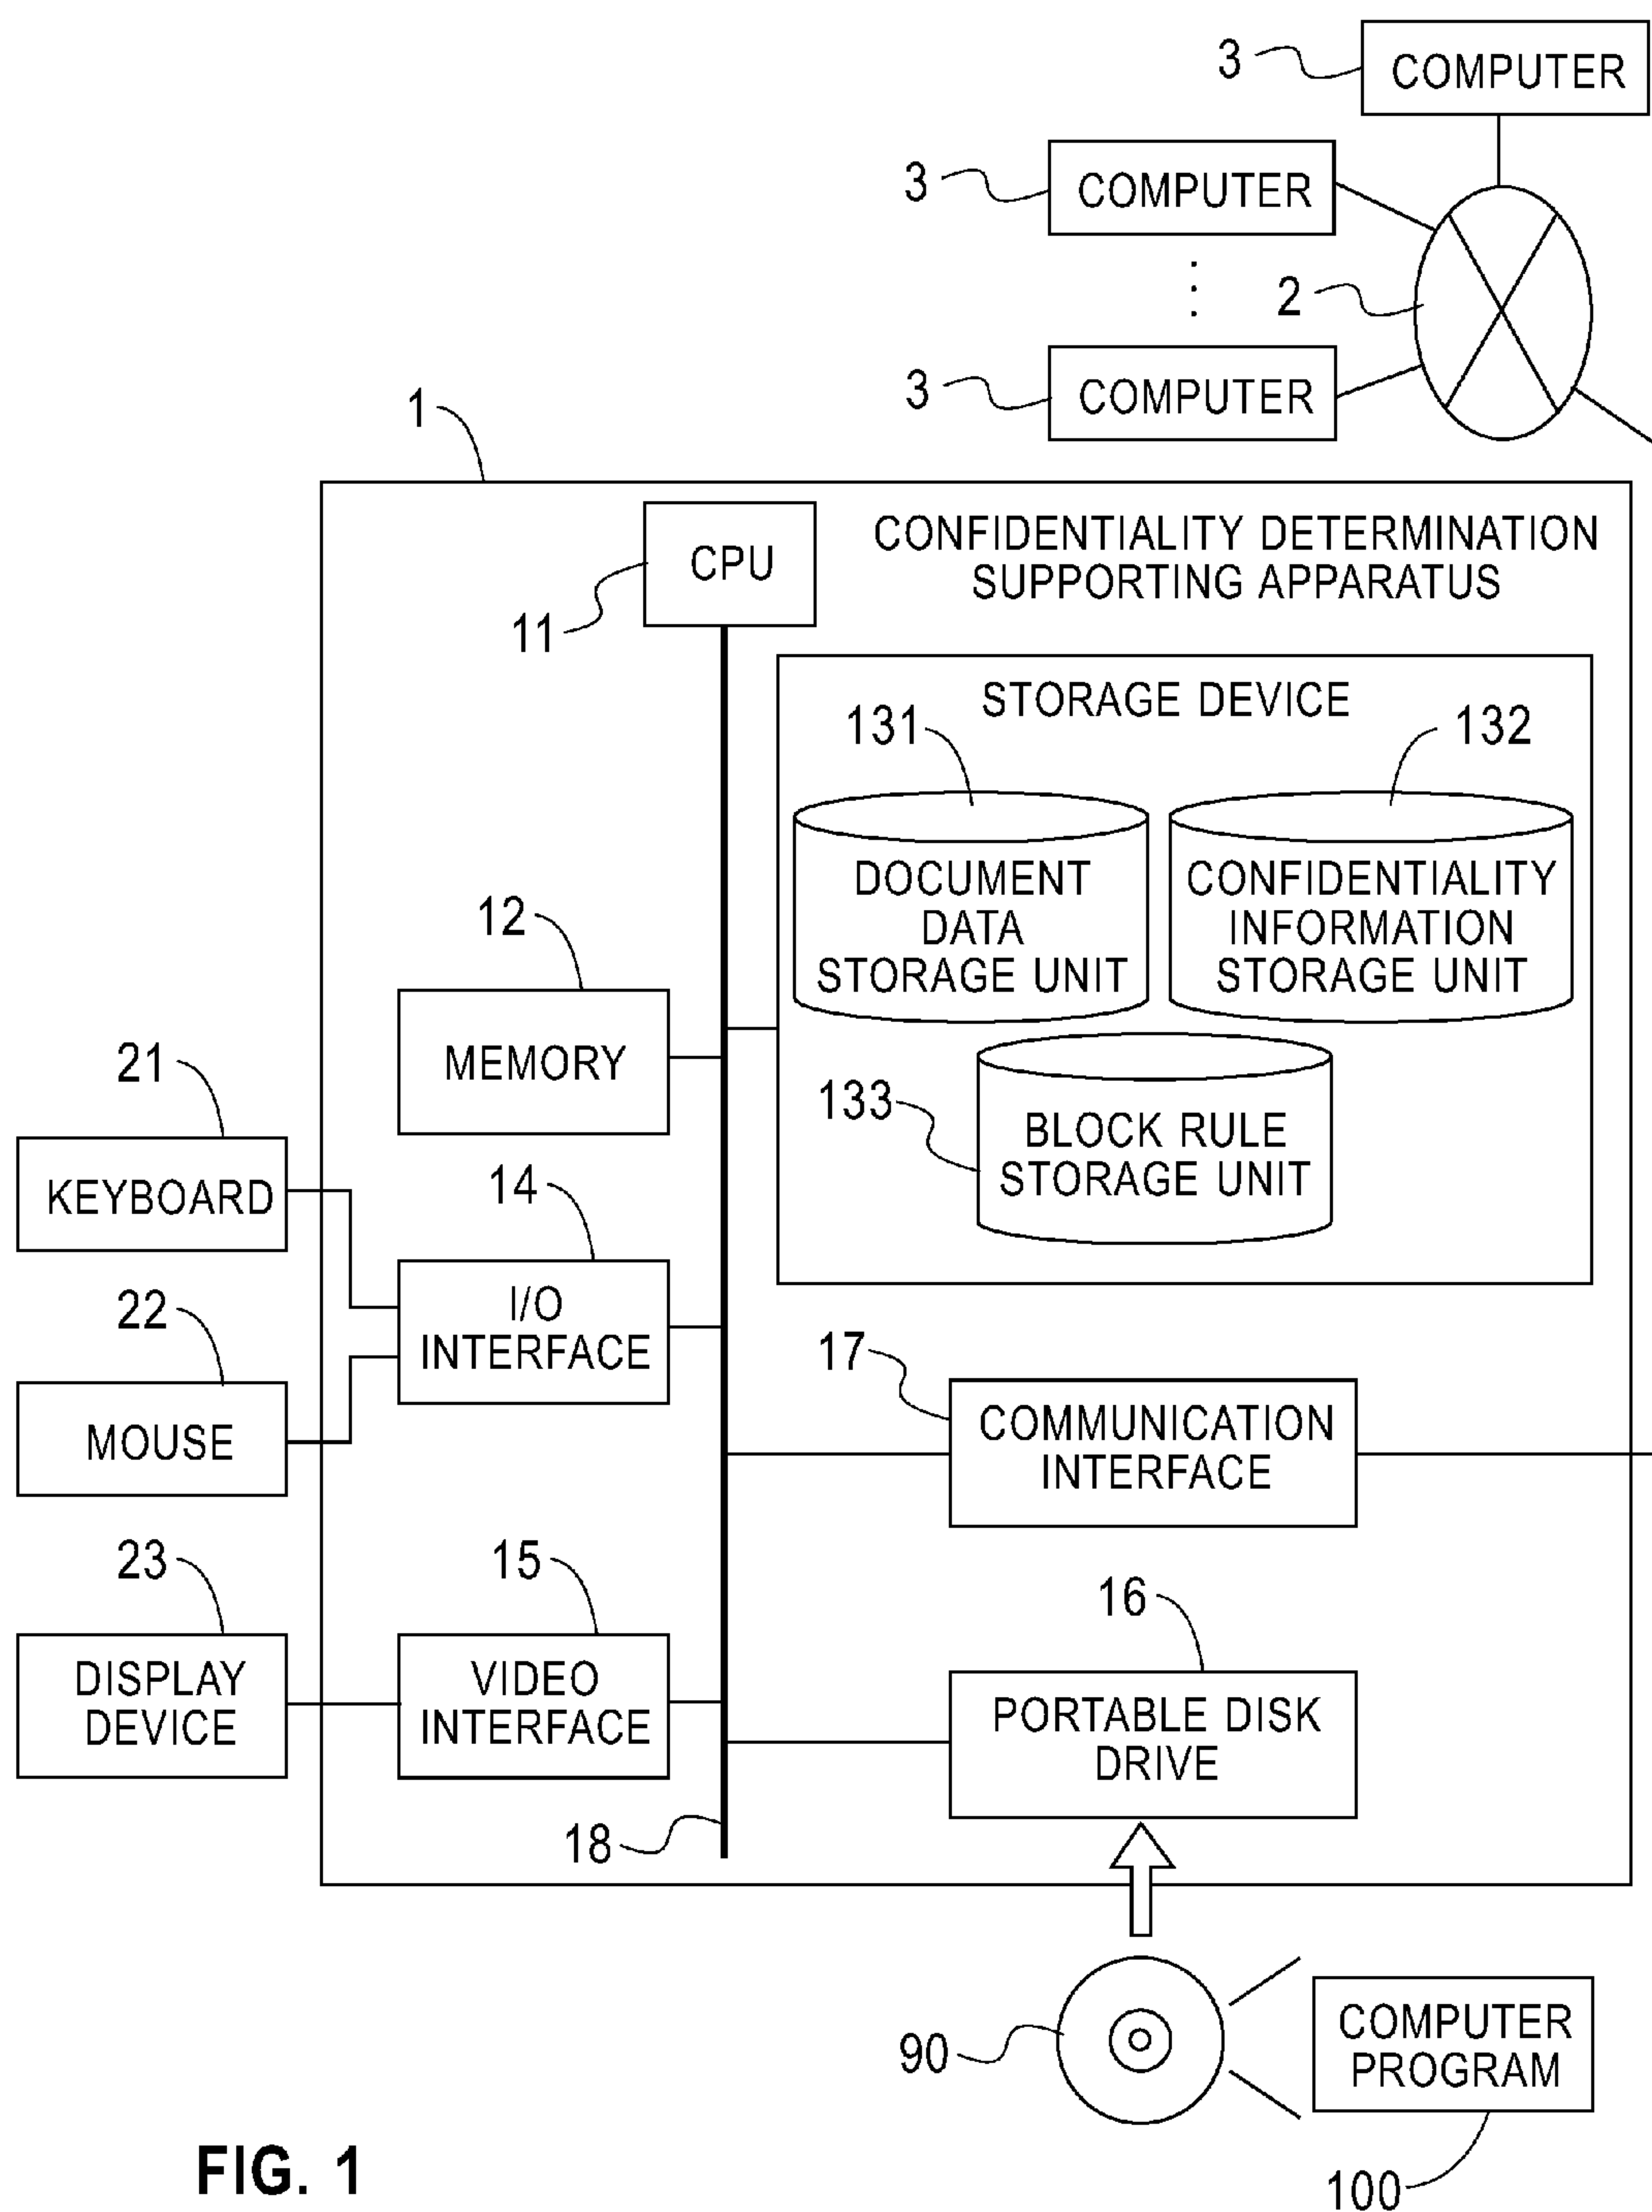 3
COMPUTER
3
COMPUTER
2
3
COMPUTER
1
CPU
CONFIDENTIALITY DETERMINATION
SUPPORTING APPARATUS
11
STORAGE DEVICE
131
132
DOCUMENT
DATA
STORAGE UNIT
CONFIDENTIALITY
INFORMATION
STORAGE UNIT
12
MEMORY
133
BLOCK RULE
STORAGE UNIT
21
KEYBOARD
14
I/O
INTERFACE
22
MOUSE
17
COMMUNICATION
INTERFACE
23
DISPLAY
DEVICE
15
VIDEO
INTERFACE
16
PORTABLE DISK
DRIVE
18
90
COMPUTER
PROGRAM
100
FIG. 1